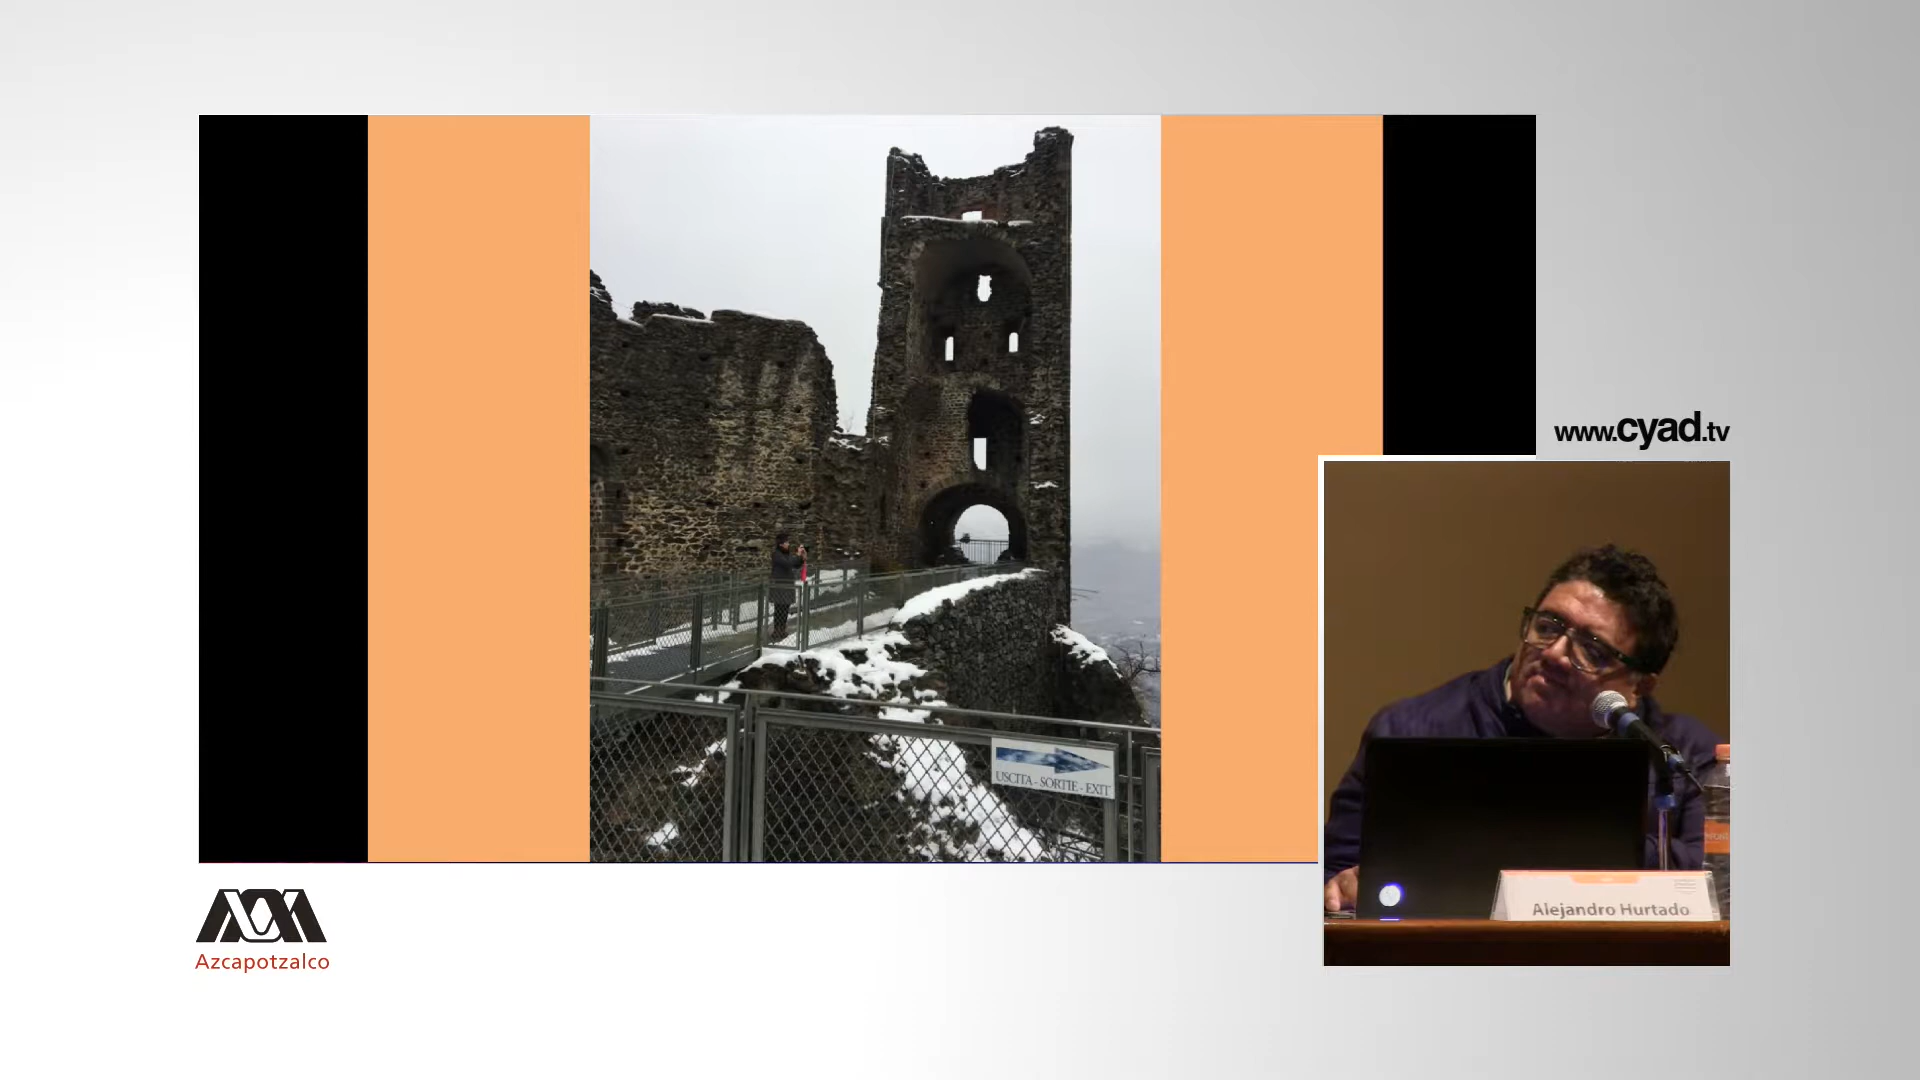 www.cyad.tv
USCITA - SORTIE - EXIT
Alejandro Hurtado
Azcapotzalco